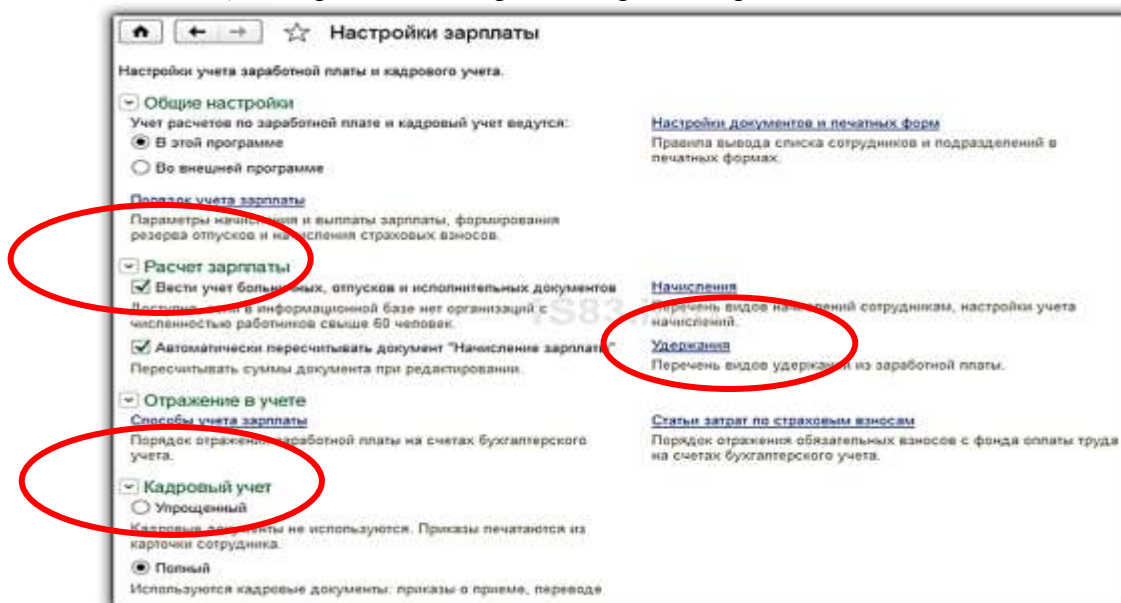 Настройки зарплаты
Настройки учета заработной платы и кадрового учета.
Общие настройки
Учет расчетов по заработной плате и кадровый учет ведутся:
В этой программе
Во внешней программе
Порядок учета зарплаты
Параметры начисления и выплаты зарплаты, формирования
резерва отпусков и начисления страховых взносов.
Настройки документов и печатных форм
Правила вывода списка сотрудников и подразделений в
печатных формах.
Расчет зарплаты
Вести учет больничных, отпусков и исполнительных документов
Доступно, если в информационной базе нет организаций с
численностью работников свыше 60 человек.
Автоматически пересчитывать документ "Начисление зарплаты"
Пересчитывать суммы документа при редактировании.
Начисления
Перечень видов начислений сотрудникам, настройки учета
начислений.
Удержания
Перечень видов удержаний из заработной платы.
Отражение в учете
Способы учета зарплаты
Порядок отражения заработной платы на счетах бухгалтерского
учета.
Статьи затрат по страховым взносам
Порядок отражения обязательных взносов с фонда оплаты труда
на счетах бухгалтерского учета.
Кадровый учет
Упрощенный
Кадровые документы не используются. Приказы печатаются из
карточки сотрудника.
Полный
Используются кадровые документы: приказы о приеме, переводе